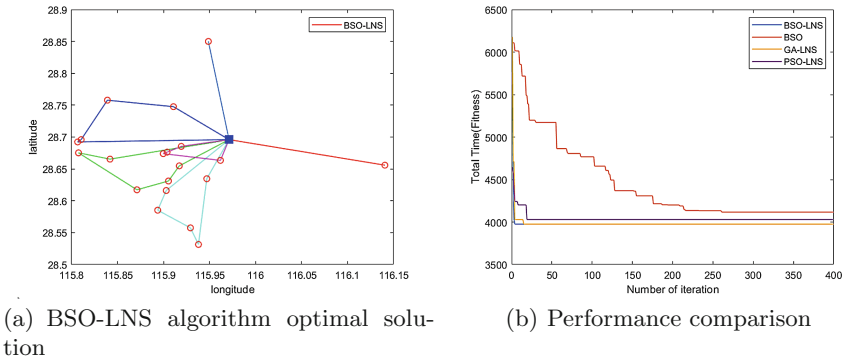 28.9
28.85
28.8
28.75
28.7
28.65
28.6
28.55
28.5
latitude
115.8 115.85 115.9 115.95 116 116.05 116.1 116.15
longitude
BSO-LNS
(a) BSO-LNS algorithm optimal solu-
tion
6500
6000
5500
5000
4500
4000
3500
Total Time(Fitness)
0 50 100 150 200 250 300 350 400
Number of iteration
BSO-LNS
BSO
GA-LNS
PSO-LNS
(b) Performance comparison